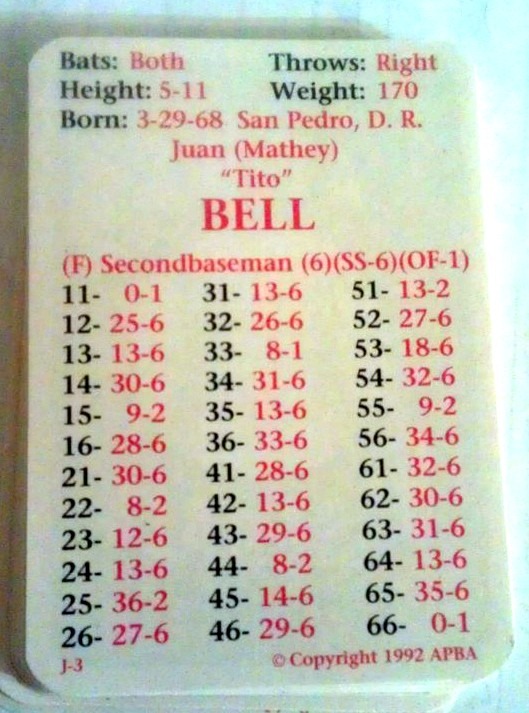 Bats: Both Throws: Right
Height: 5-11 Weight: 170
Born: 3-29-68 San Pedro, D. R.
Juan (Mathey)
“Tito”
BELL
(F) Secondbaseman (6)(SS-6)(OF-1)
11- 0-1 31- 13-6 51- 13-2
12- 25-6 32- 26-6 52- 27-6
13- 13-6 33- 8-1 53- 18-6
14- 30-6 34- 31-6 54- 32-6
15- 9-2 35- 13-6 55- 9-2
16- 28-6 36- 33-6 56- 34-6
21- 30-6 41- 28-6 61- 32-6
22- 8-2 42- 13-6 62- 30-6
23- 12-6 43- 29-6 63- 31-6
24- 13-6 44- 8-2 64- 13-6
25- 36-2 45- 14-6 65- 35-6
26- 27-6 46- 29-6 66- 0-1
J-3 © Copyright 1992 APBA